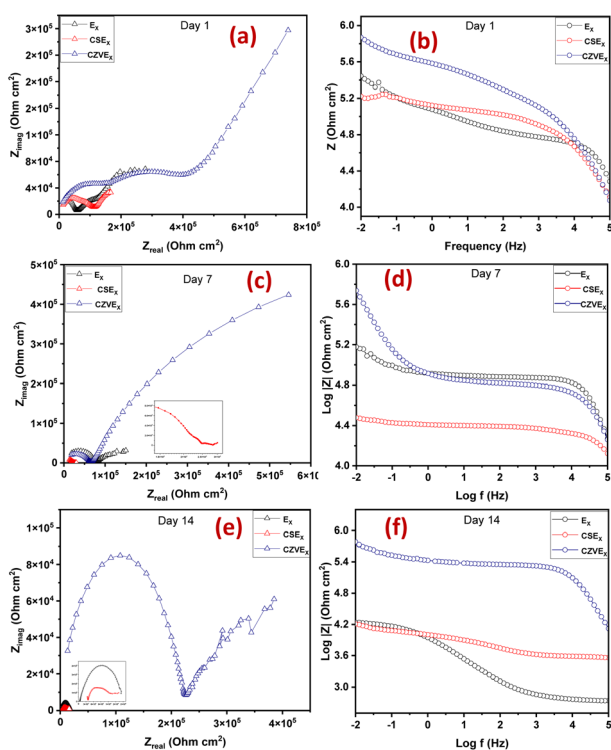 Day 1
(a)
Eₓ
CSEₓ
CZVEₓ
3×10⁵
3×10⁵
2×10⁵
2×10⁵
1×10⁵
8×10⁴
4×10⁴
0
Z_imag (Ohm cm²)
0 2×10⁵ 4×10⁵ 6×10⁵ 8×10⁵
Z_real (Ohm cm²)
Day 1
(b)
Eₓ
CSEₓ
CZVEₓ
6.0
5.6
5.2
4.8
4.4
4.0
Z (Ohm cm²)
-2 -1 0 1 2 3 4 5
Frequency (Hz)
Day 7
(c)
Eₓ
CSEₓ
CZVEₓ
5×10⁵
4×10⁵
3×10⁵
2×10⁵
1×10⁵
0
Z_imag (Ohm cm²)
0 1×10⁵ 2×10⁵ 3×10⁵ 4×10⁵ 5×10⁵ 6×10
Z_real (Ohm cm²)
Day 7
(d)
Eₓ
CSEₓ
CZVEₓ
6.0
5.6
5.2
4.8
4.4
4.0
Log |Z| (Ohm cm²)
-2 -1 0 1 2 3 4 5
Log f (Hz)
Day 14
(e)
Eₓ
CSEₓ
CZVEₓ
1×10⁵
8×10⁴
6×10⁴
4×10⁴
2×10⁴
0
Z_imag (Ohm cm²)
0 1×10⁵ 2×10⁵ 3×10⁵ 4×10⁵
Z_real (Ohm cm²)
Day 14
(f)
Eₓ
CSEₓ
CZVEₓ
6.0
5.4
4.8
4.2
3.6
3.0
Log |Z| (Ohm cm²)
-2 -1 0 1 2 3 4 5
Log f (Hz)